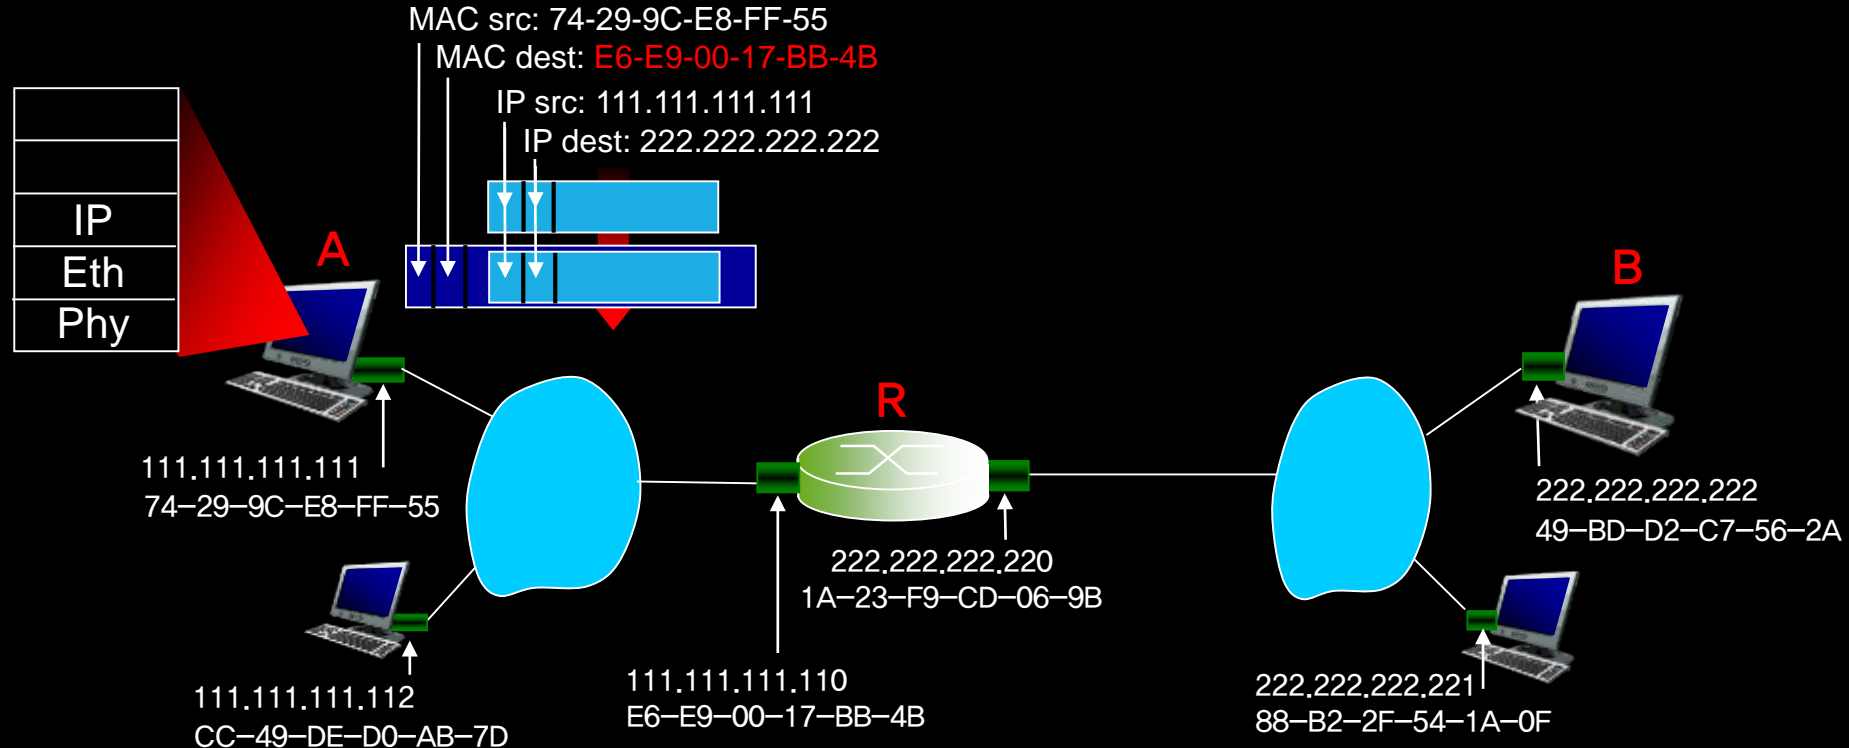 MAC src: 74-29-9C-E8-FF-55
MAC dest: E6-E9-00-17-BB-4B
IP src: 111.111.111.111
IP dest: 222.222.222.222
IP
Eth
Phy
A
B
R
111.111.111.111
74-29-9C-E8-FF-55
222.222.222.222
49-BD-D2-C7-56-2A
222.222.222.220
1A-23-F9-CD-06-9B
111.111.111.112
CC-49-DE-D0-AB-7D
111.111.111.110
E6-E9-00-17-BB-4B
222.222.222.221
88-B2-2F-54-1A-0F